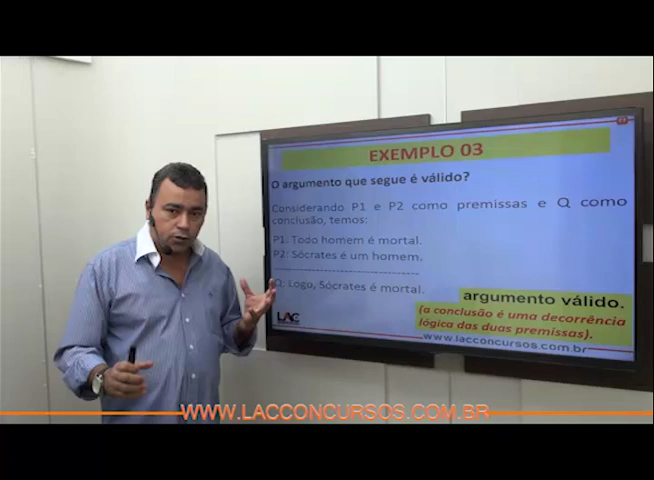 EXEMPLO 03
O argumento que segue é válido?
Considerando P1 e P2 como premissas e Q como
conclusão, temos:
P1: Todo homem é mortal.
P2: Sócrates é um homem.
Q: Logo, Sócrates é mortal.
argumento válido.
(a conclusão é uma decorrência
lógica das duas premissas).
LAC
www.lacconcursos.com.br
WWW.LACCONCURSOS.COM.BR